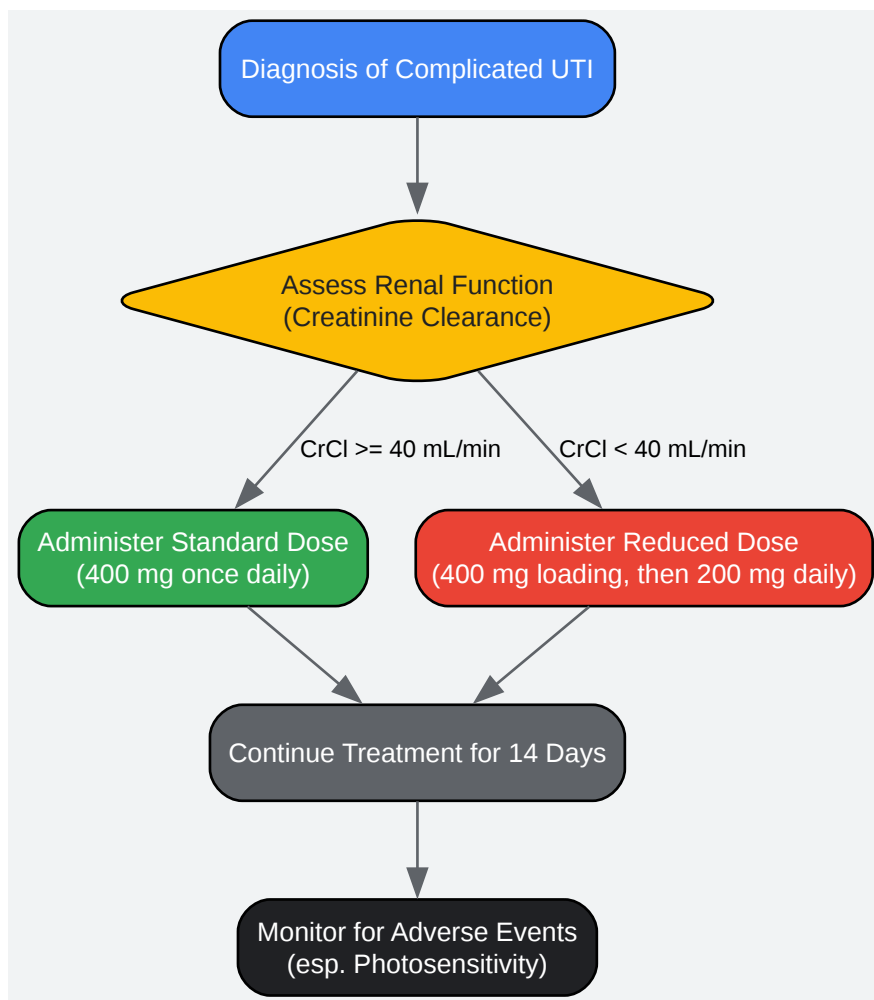 Diagnosis of Complicated UTI
Assess Renal Function
(Creatinine Clearance)
CrCl >= 40 mL/min
CrCl < 40 mL/min
Administer Standard Dose
(400 mg once daily)
Administer Reduced Dose
(400 mg loading, then 200 mg daily)
Continue Treatment for 14 Days
Monitor for Adverse Events
(esp. Photosensitivity)